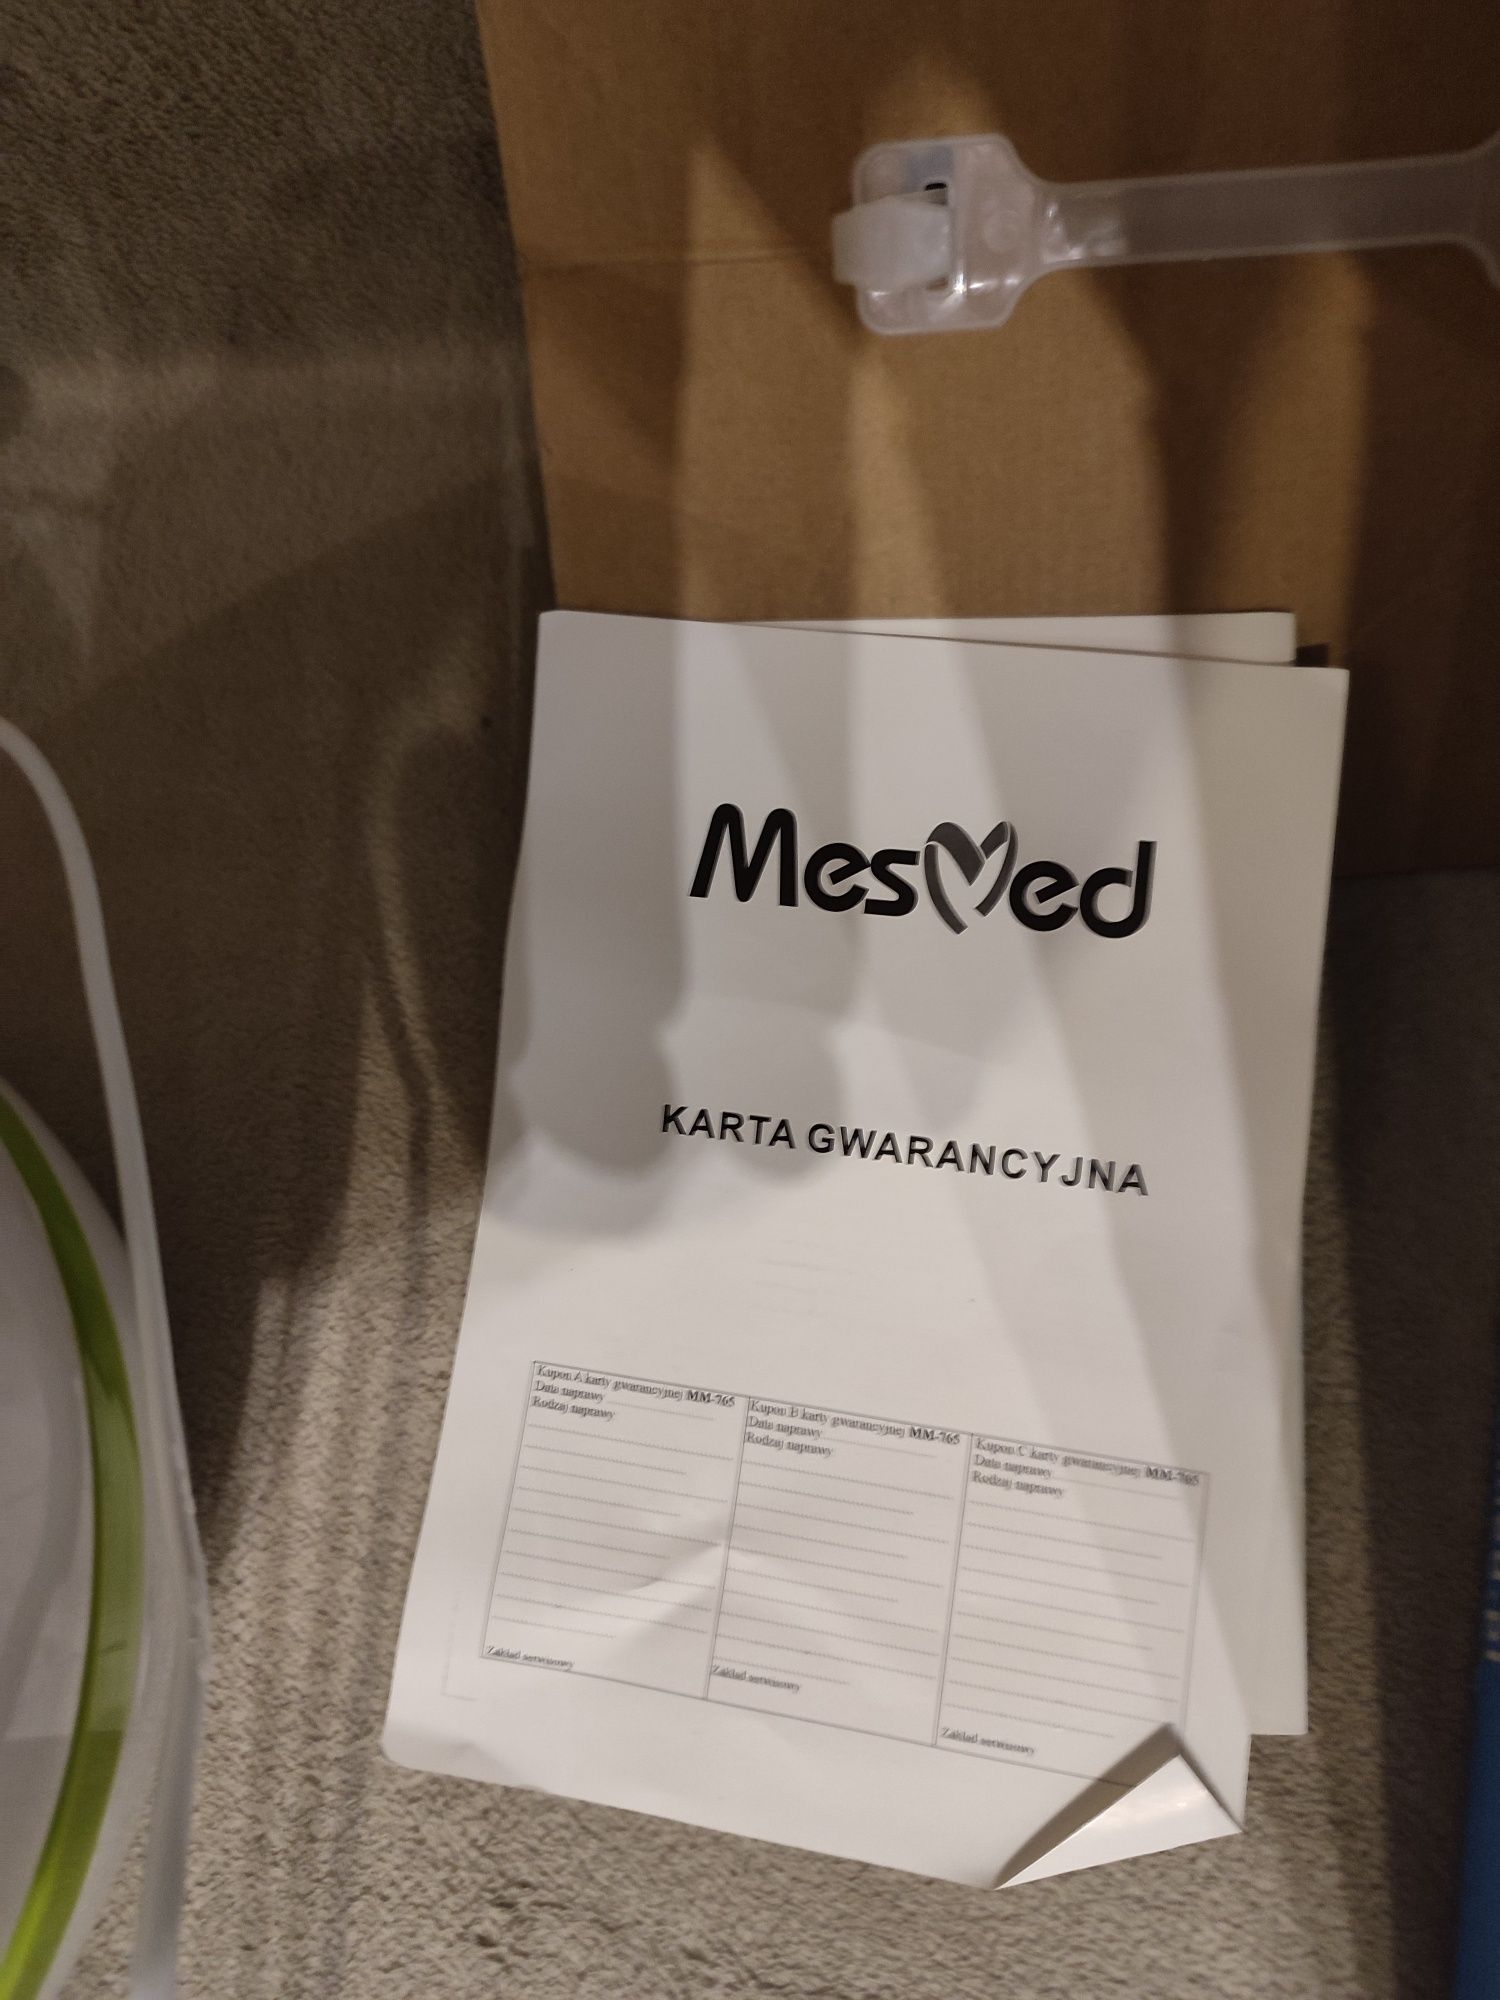 MesMed
KARTA GWARANCYJNA
Kupon A karty gwarancyjnej MM-765
Data naprawy
Rodzaj naprawy
Zakład serwisowy
Kupon B karty gwarancyjnej MM-765
Data naprawy
Rodzaj naprawy
Zakład serwisowy
Kupon C karty gwarancyjnej MM-765
Data naprawy
Rodzaj naprawy
Zakład serwisowy